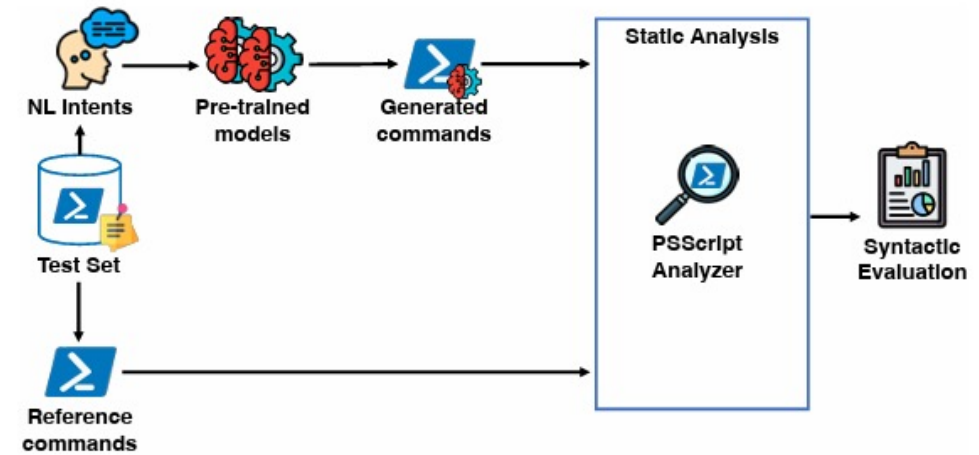 Static Analysis
NL Intents
Pre-trained
models
Generated
commands
PSScript
Analyzer
Syntactic
Evaluation
Test Set
Reference
commands